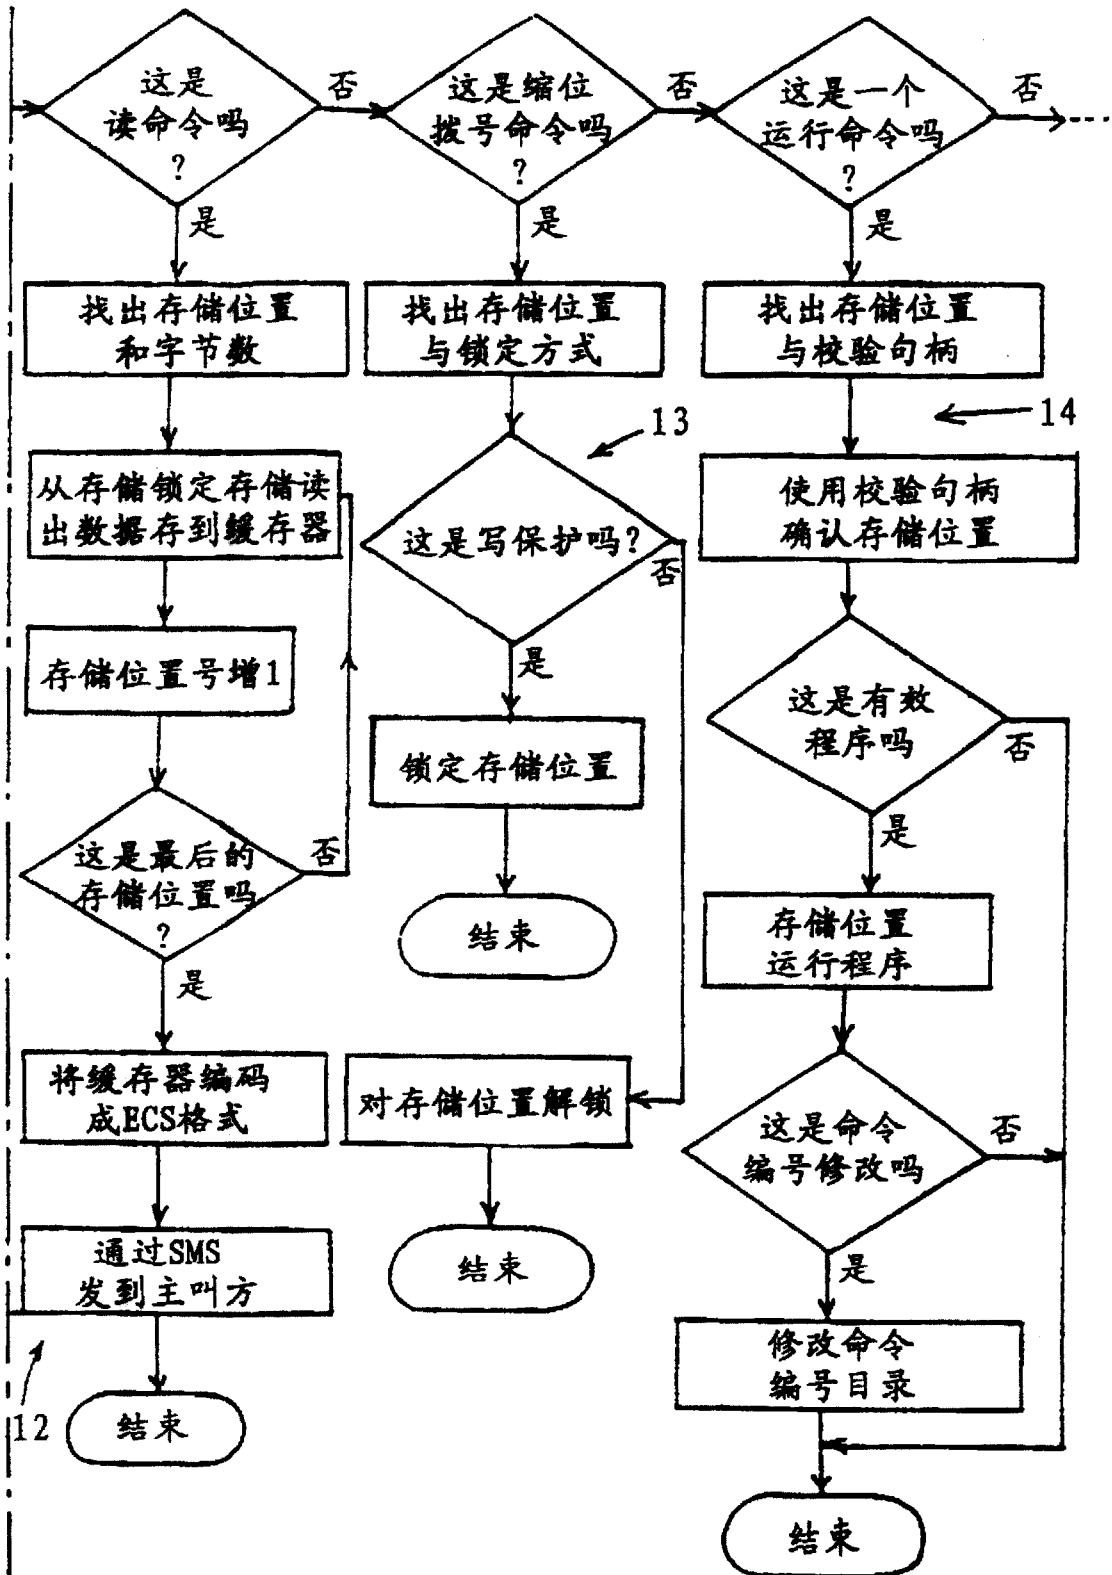 这是
读命令吗
?
否
是
找出存储位置
和字节数
从存储锁定存储读
出数据存到缓存器
存储位置号增1
这是最后的
存储位置吗
?
否
是
将缓存器编码
成ECS格式
通过SMS
发到主叫方
12
结束
这是缩位
拨号命令吗
?
否
是
找出存储位置
与锁定方式
13
这是写保护吗?
否
是
锁定存储位置
结束
对存储位置解锁
结束
这是一个
运行命令吗
?
否
是
找出存储位置
与校验句柄
14
使用校验句柄
确认存储位置
这是有效
程序吗
否
是
存储位置
运行程序
这是命令
编号修改吗
否
是
修改命令
编号目录
结束